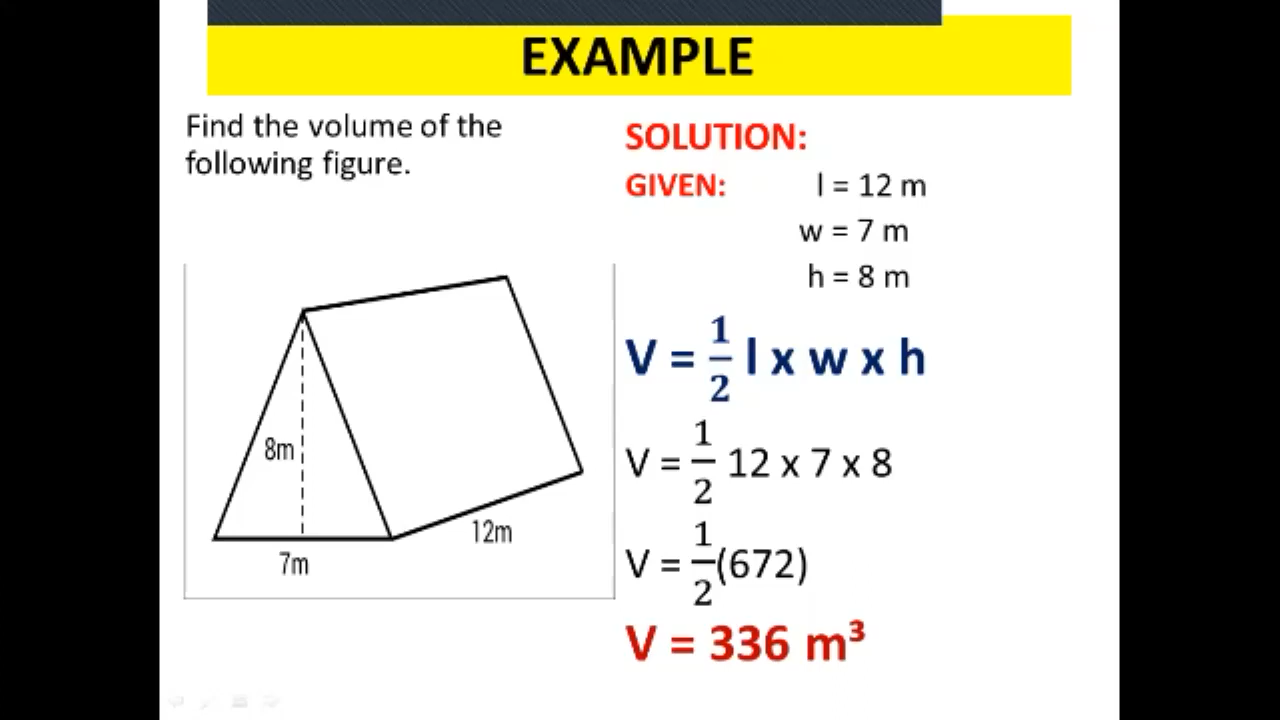 EXAMPLE
Find the volume of the
following figure.
8m
7m
12m
SOLUTION:
GIVEN: l = 12 m
w = 7 m
h = 8 m
V = 1/2 l x w x h
V = 1/2 12 x 7 x 8
V = 1/2 (672)
V = 336 m³